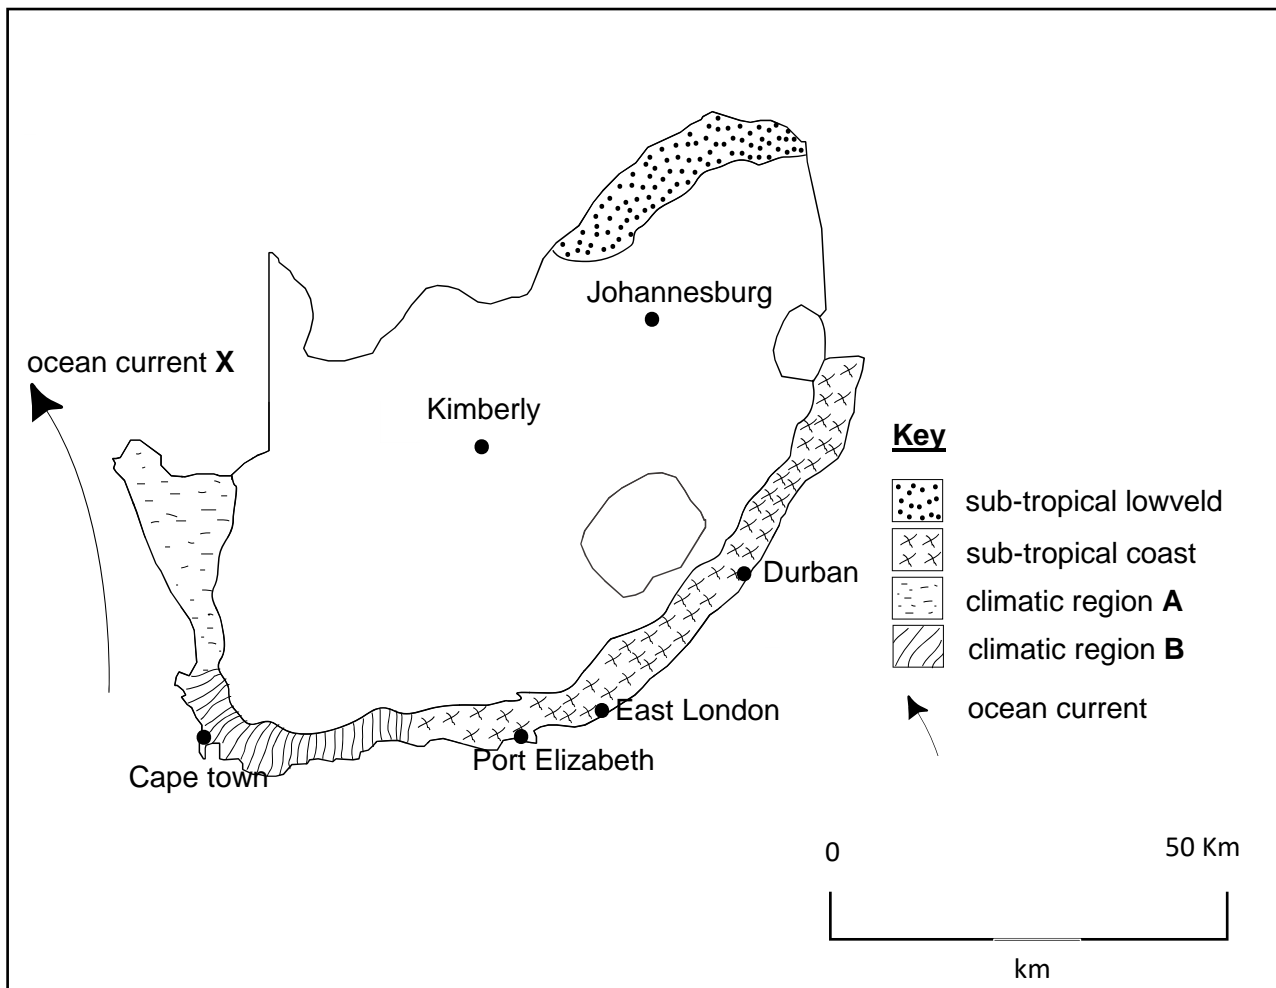 Johannesburg
ocean current X
Kimberly
Key
sub-tropical lowveld
sub-tropical coast
Durban
climatic region A
climatic region B
East London
ocean current
Port Elizabeth
Cape town
0
50 Km
km